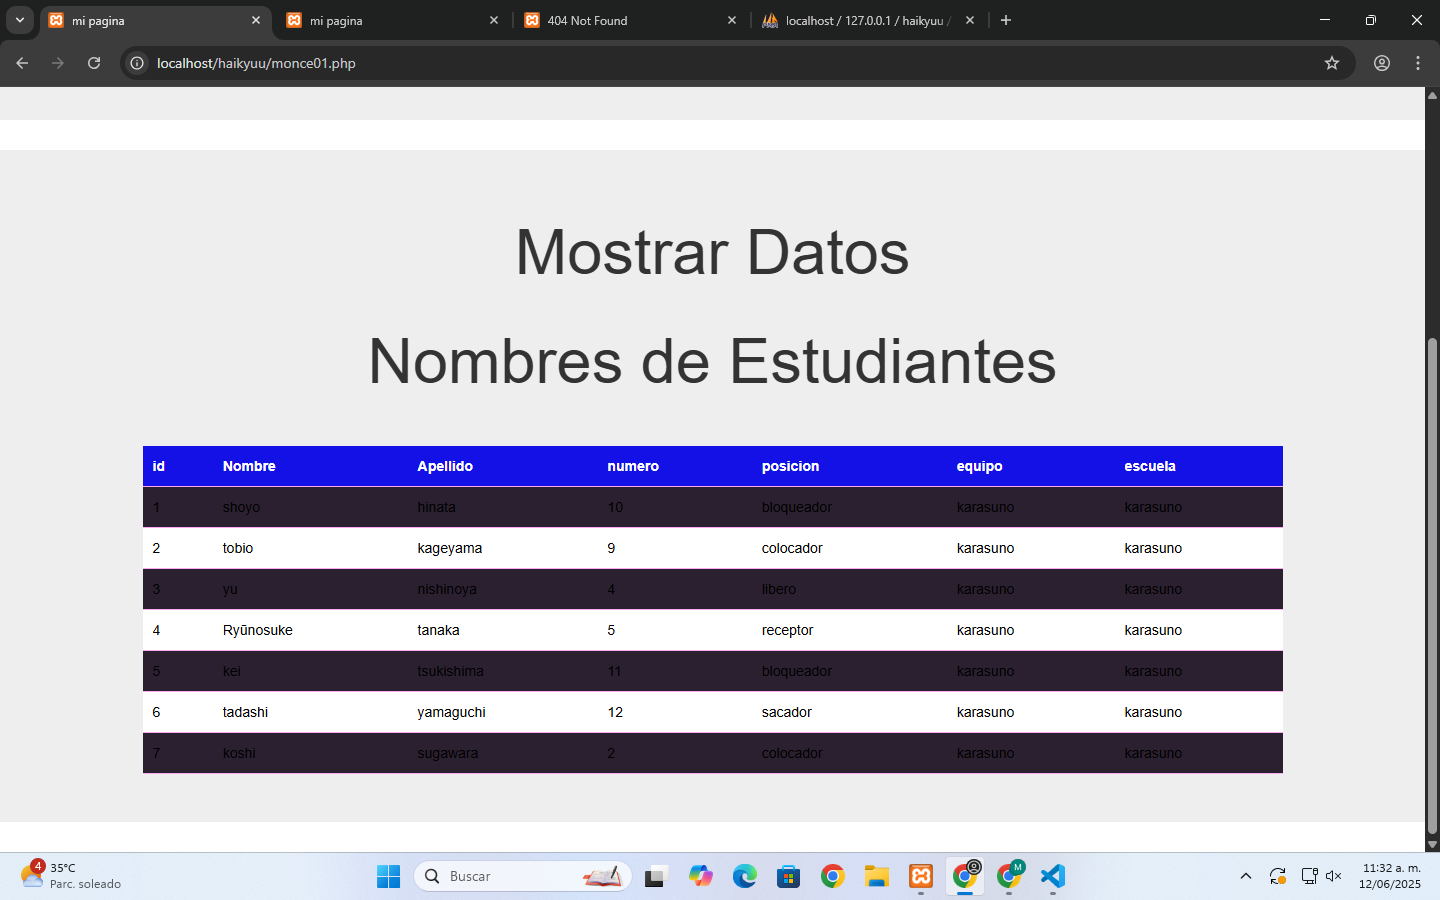 mi pagina
mi pagina
404 Not Found
localhost / 127.0.0.1 / haikyuu /
localhost/haikyuu/monce01.php
Mostrar Datos
Nombres de Estudiantes
id Nombre Apellido numero posicion equipo escuela
1 shoyo hinata 10 bloqueador karasuno karasuno
2 tobio kageyama 9 colocador karasuno karasuno
3 yu nishinoya 4 libero karasuno karasuno
4 Ryūnosuke tanaka 5 receptor karasuno karasuno
5 kei tsukishima 11 bloqueador karasuno karasuno
6 tadashi yamaguchi 12 sacador karasuno karasuno
7 koshi sugawara 2 colocador karasuno karasuno
4
35°C
Parc. soleado
Buscar
M
11:32 a. m.
12/06/2025